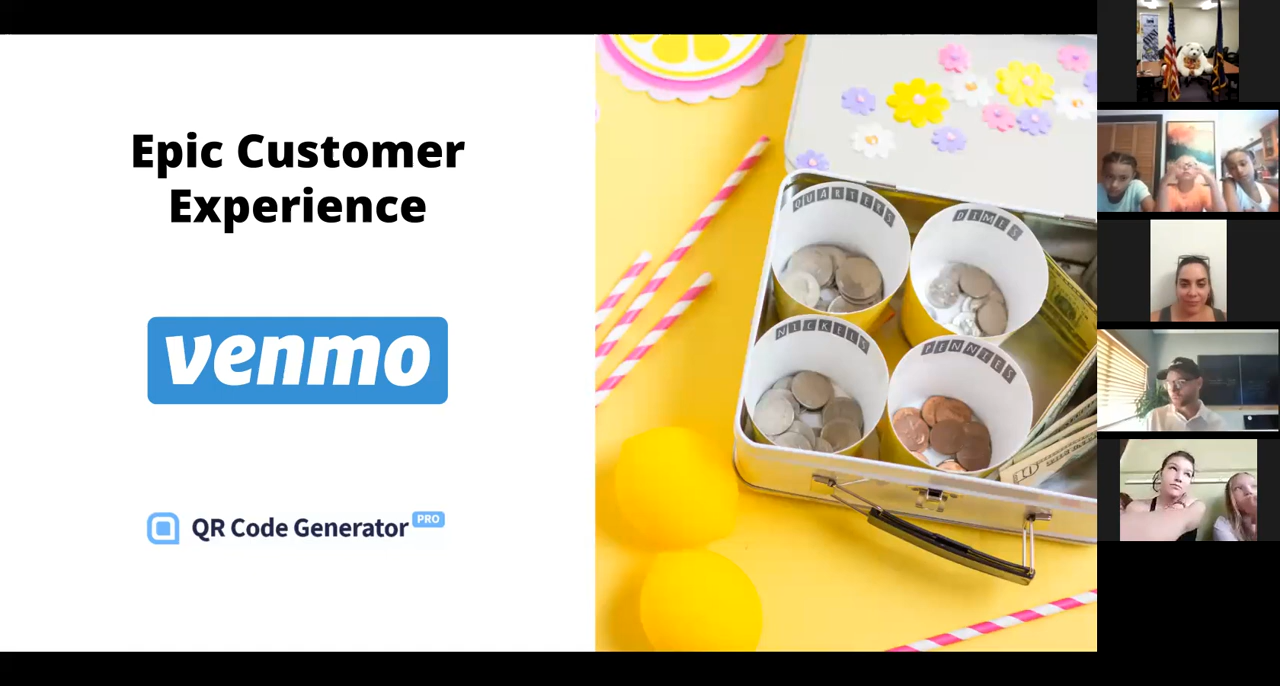 Epic Customer
Experience
venmo
QR Code Generator PRO
QUARTERS
DIMES
NICKELS
PENNIES